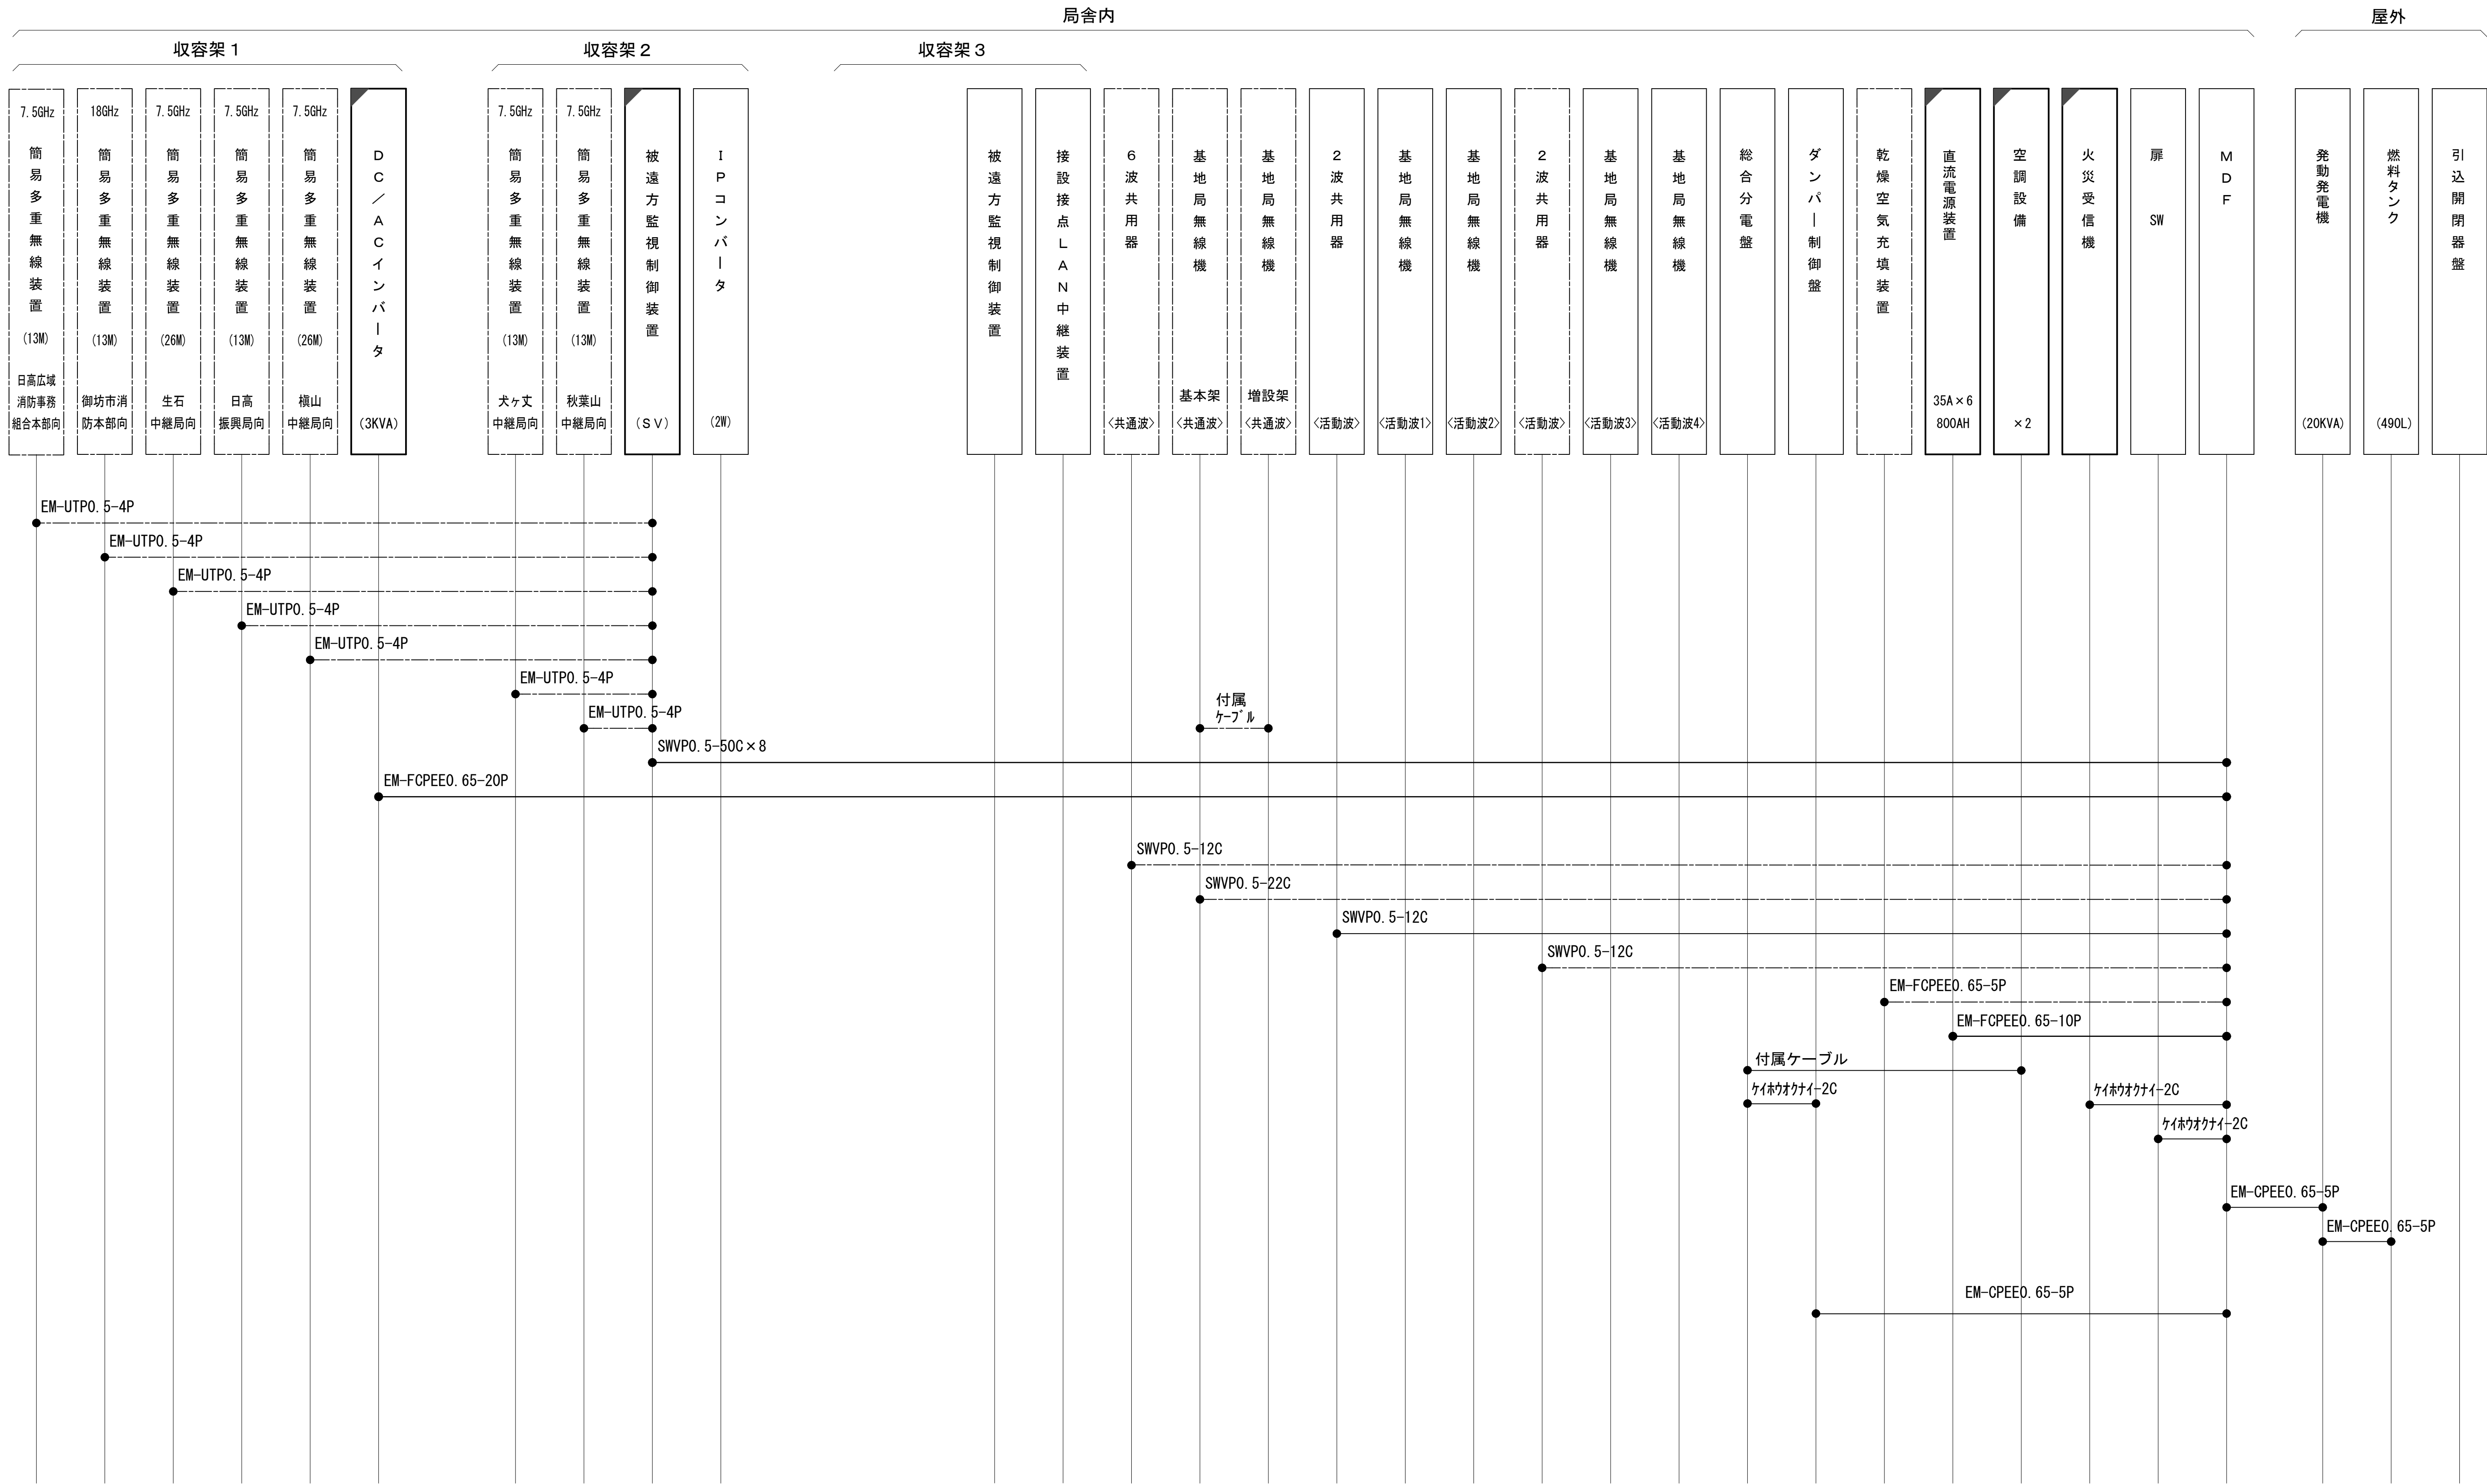 局舎内
屋外
収容架1
収容架2
収容架3
7.5GHz
簡易多重無線装置
(13M)
日高広域
消防事務
組合本部向
18GHz
簡易多重無線装置
(13M)
御坊市消
防本部向
7.5GHz
簡易多重無線装置
(26M)
生石
中継局向
7.5GHz
簡易多重無線装置
(13M)
日高
振興局向
7.5GHz
簡易多重無線装置
(26M)
槇山
中継局向
DC/ACインバータ
(3KVA)
7.5GHz
簡易多重無線装置
(13M)
犬ヶ丈
中継局向
7.5GHz
簡易多重無線装置
(13M)
秋葉山
中継局向
被遠方監視制御装置
(SV)
IPコンバータ
(2W)
被遠方監視制御装置
接設接点LAN中継装置
6波共用器
<共通波>
基地局無線機
基本架
<共通波>
基地局無線機
増設架
<共通波>
2波共用器
<活動波>
基地局無線機
<活動波1>
基地局無線機
<活動波2>
2波共用器
<活動波>
基地局無線機
<活動波3>
基地局無線機
<活動波4>
総合分電盤
ダンパー制御盤
乾燥空気充填装置
直流電源装置
35A×6
800AH
空調設備
×2
火災受信機
扉
SW
MDF
発動発電機
(20KVA)
燃料タンク
(490L)
引込開閉器盤
EM-UTP0.5-4P
EM-UTP0.5-4P
EM-UTP0.5-4P
EM-UTP0.5-4P
EM-UTP0.5-4P
EM-UTP0.5-4P
EM-UTP0.5-4P
付属
ｹｰﾌﾞﾙ
SWVP0.5-50C×8
EM-FCPEE0.65-20P
SWVP0.5-12C
SWVP0.5-22C
SWVP0.5-12C
SWVP0.5-12C
EM-FCPEE0.65-5P
EM-FCPEE0.65-10P
付属ケーブル
ｹｲﾎｳｵｸﾅｲ-2C
ｹｲﾎｳｵｸﾅｲ-2C
ｹｲﾎｳｵｸﾅｲ-2C
EM-CPEE0.65-5P
EM-CPEE0.65-5P
EM-CPEE0.65-5P